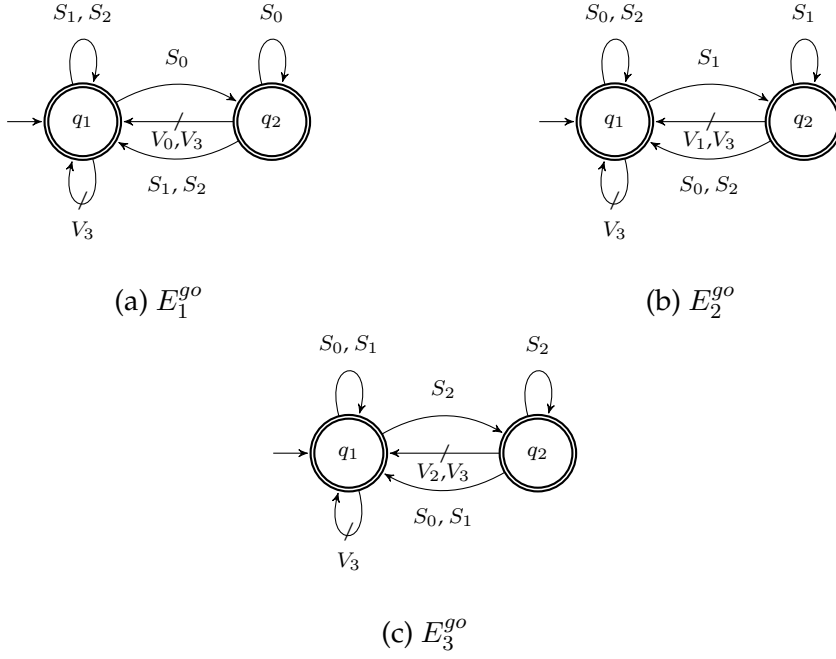 S₁, S₂
S₀
S₀
q₁
q₂
V₀,V₃
S₁, S₂
V₃
(a) E₁ᵍᵒ
S₀, S₂
S₁
S₁
q₁
q₂
V₁,V₃
S₀, S₂
V₃
(b) E₂ᵍᵒ
S₀, S₁
S₂
S₂
q₁
q₂
V₂,V₃
S₀, S₁
V₃
(c) E₃ᵍᵒ